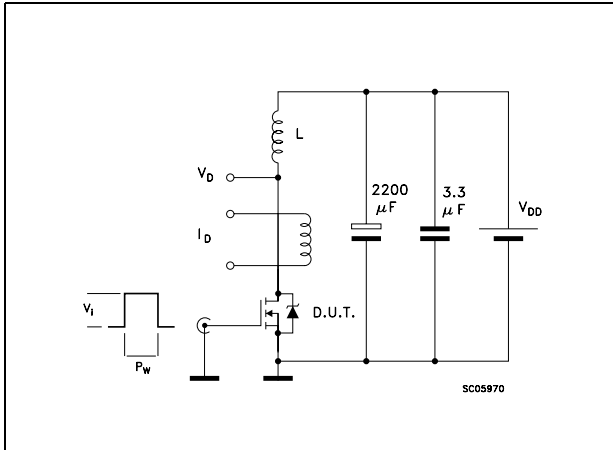 L
V_D
2200 μF
3.3 μF
V_DD
I_D
D.U.T.
V_i
P_W
SC05970